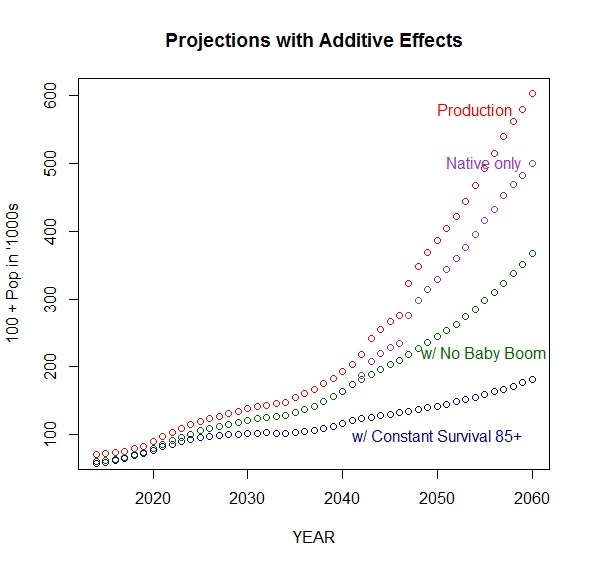 Projections with Additive Effects
600
500
400
300
200
100
100 + Pop in '1000s
Production
Native only
w/ No Baby Boom
w/ Constant Survival 85+
2020
2030
2040
2050
2060
YEAR